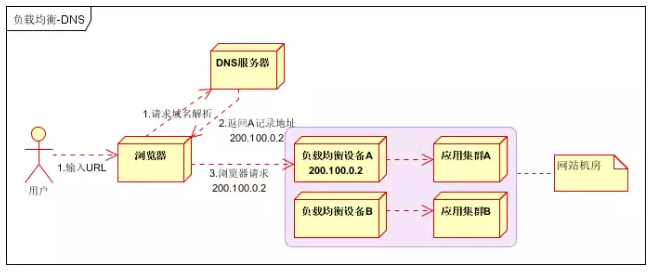 负载均衡-DNS
DNS服务器
1.请求域名解析
2.返回A记录地址
200.100.0.2
浏览器
负载均衡设备A
200.100.0.2
应用集群A
网站机房
1.输入URL
3.浏览器请求
200.100.0.2
用户
负载均衡设备B
应用集群B